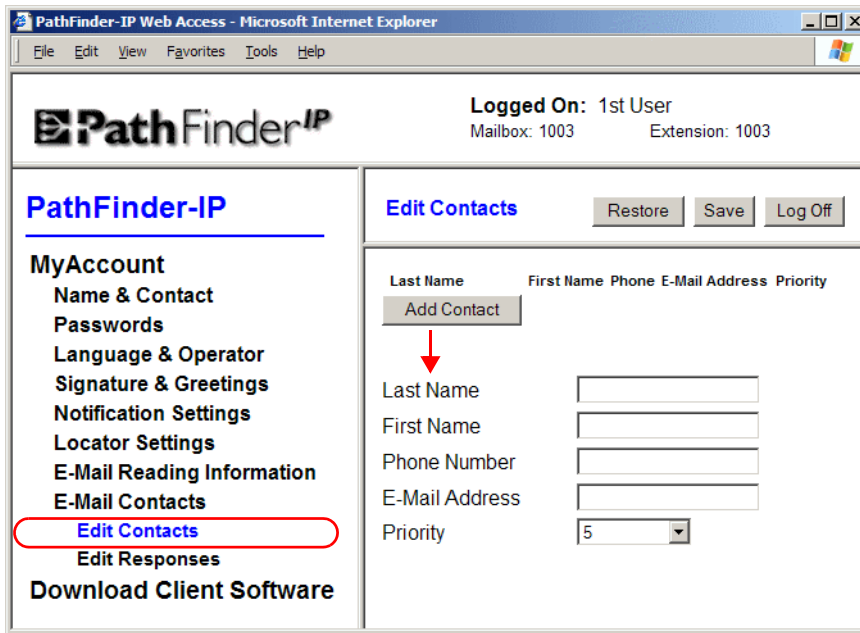 PathFinder-IP Web Access - Microsoft Internet Explorer
File Edit View Favorites Tools Help
PathFinder IP
Logged On: 1st User
Mailbox: 1003 Extension: 1003
PathFinder-IP
Edit Contacts Restore Save Log Off
MyAccount
Name & Contact
Passwords
Language & Operator
Signature & Greetings
Notification Settings
Locator Settings
E-Mail Reading Information
E-Mail Contacts
Edit Contacts
Edit Responses
Download Client Software
Last Name First Name Phone E-Mail Address Priority
Add Contact
Last Name
First Name
Phone Number
E-Mail Address
Priority 5